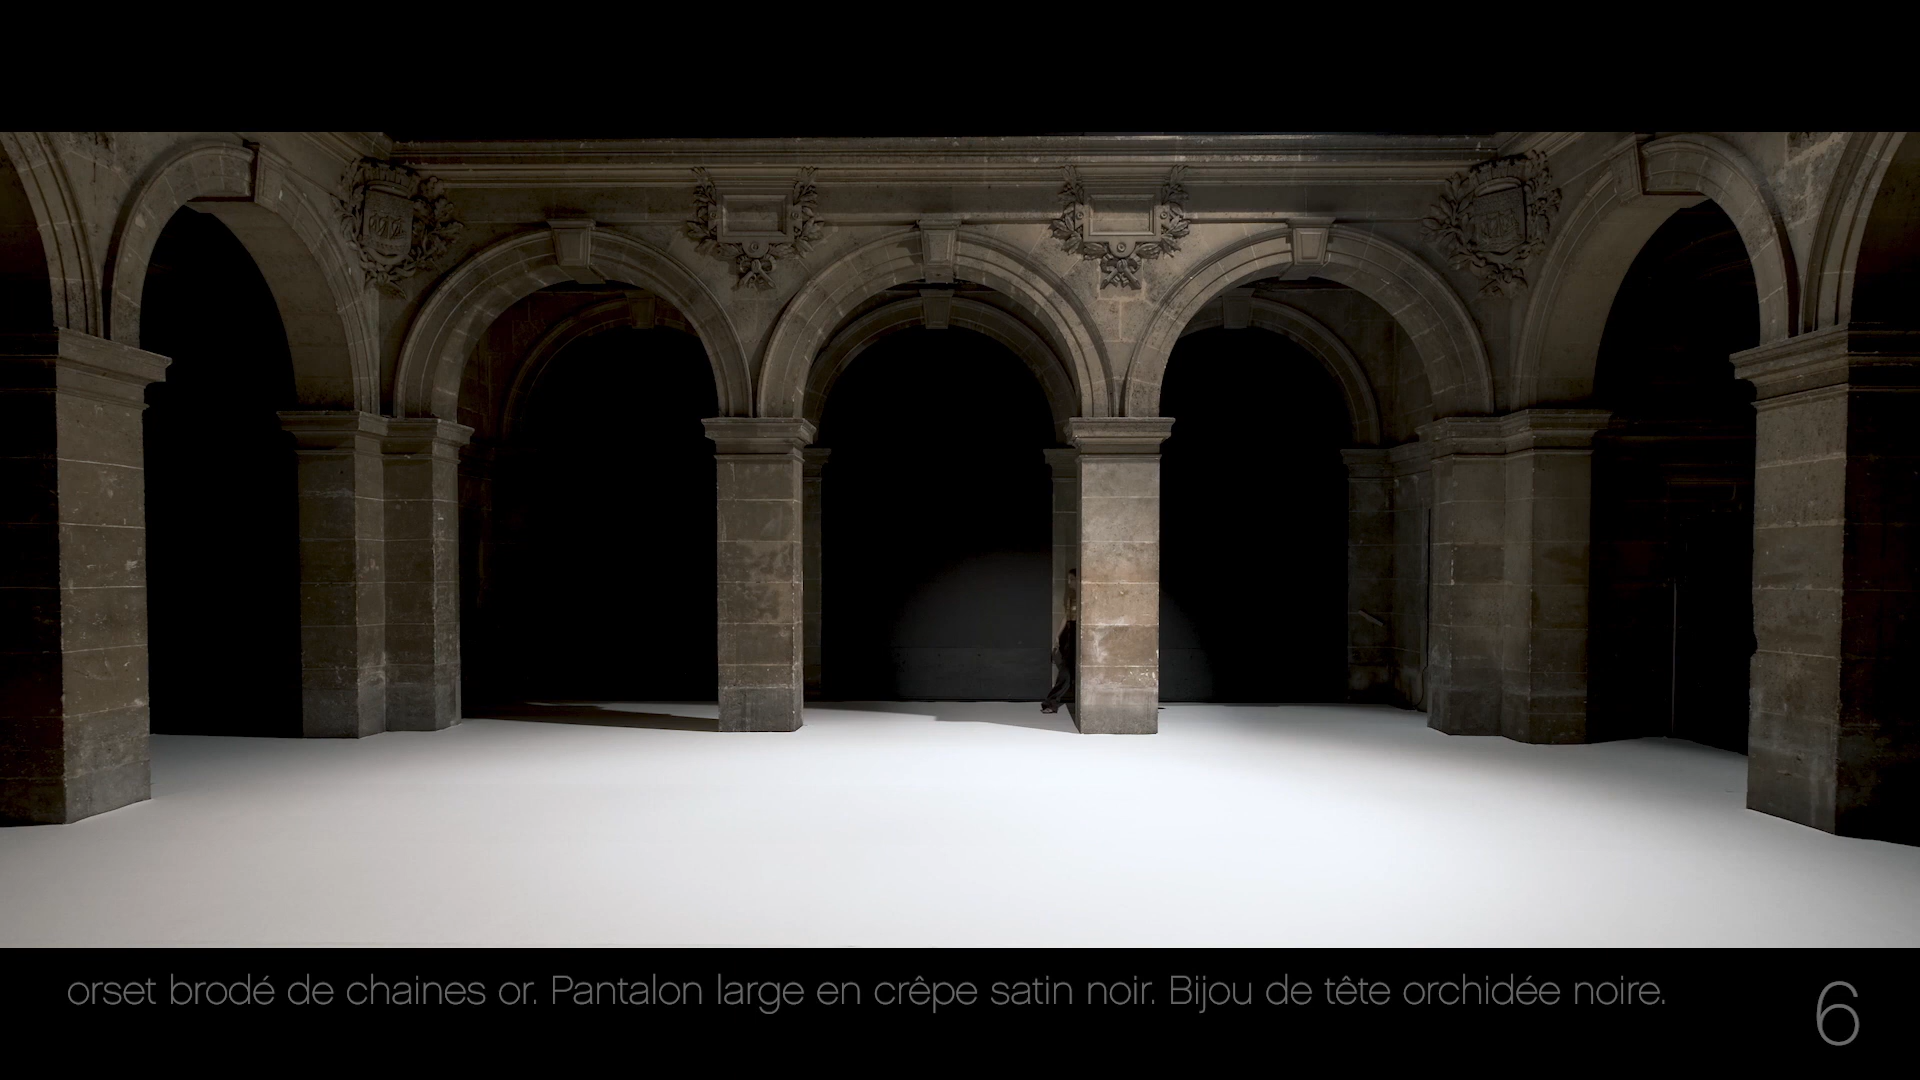 orset brodé de chaines or. Pantalon large en crêpe satin noir. Bijou de tête orchidée noire.
6